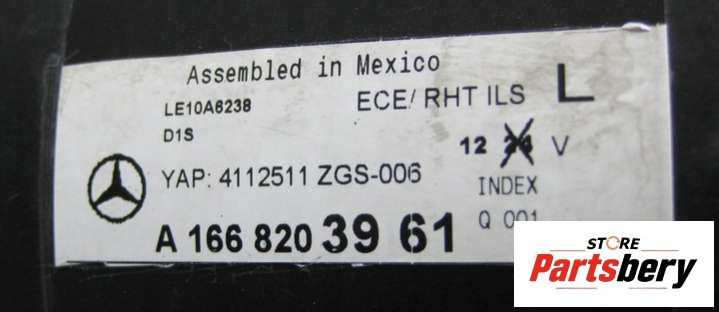 Assembled in Mexico
LE10A6238 ECE/ RHT ILS L
D1S
12 24 V
YAP: 4112511 ZGS-006 INDEX
A 166 820 39 61 Q 001
STORE
Partsbery